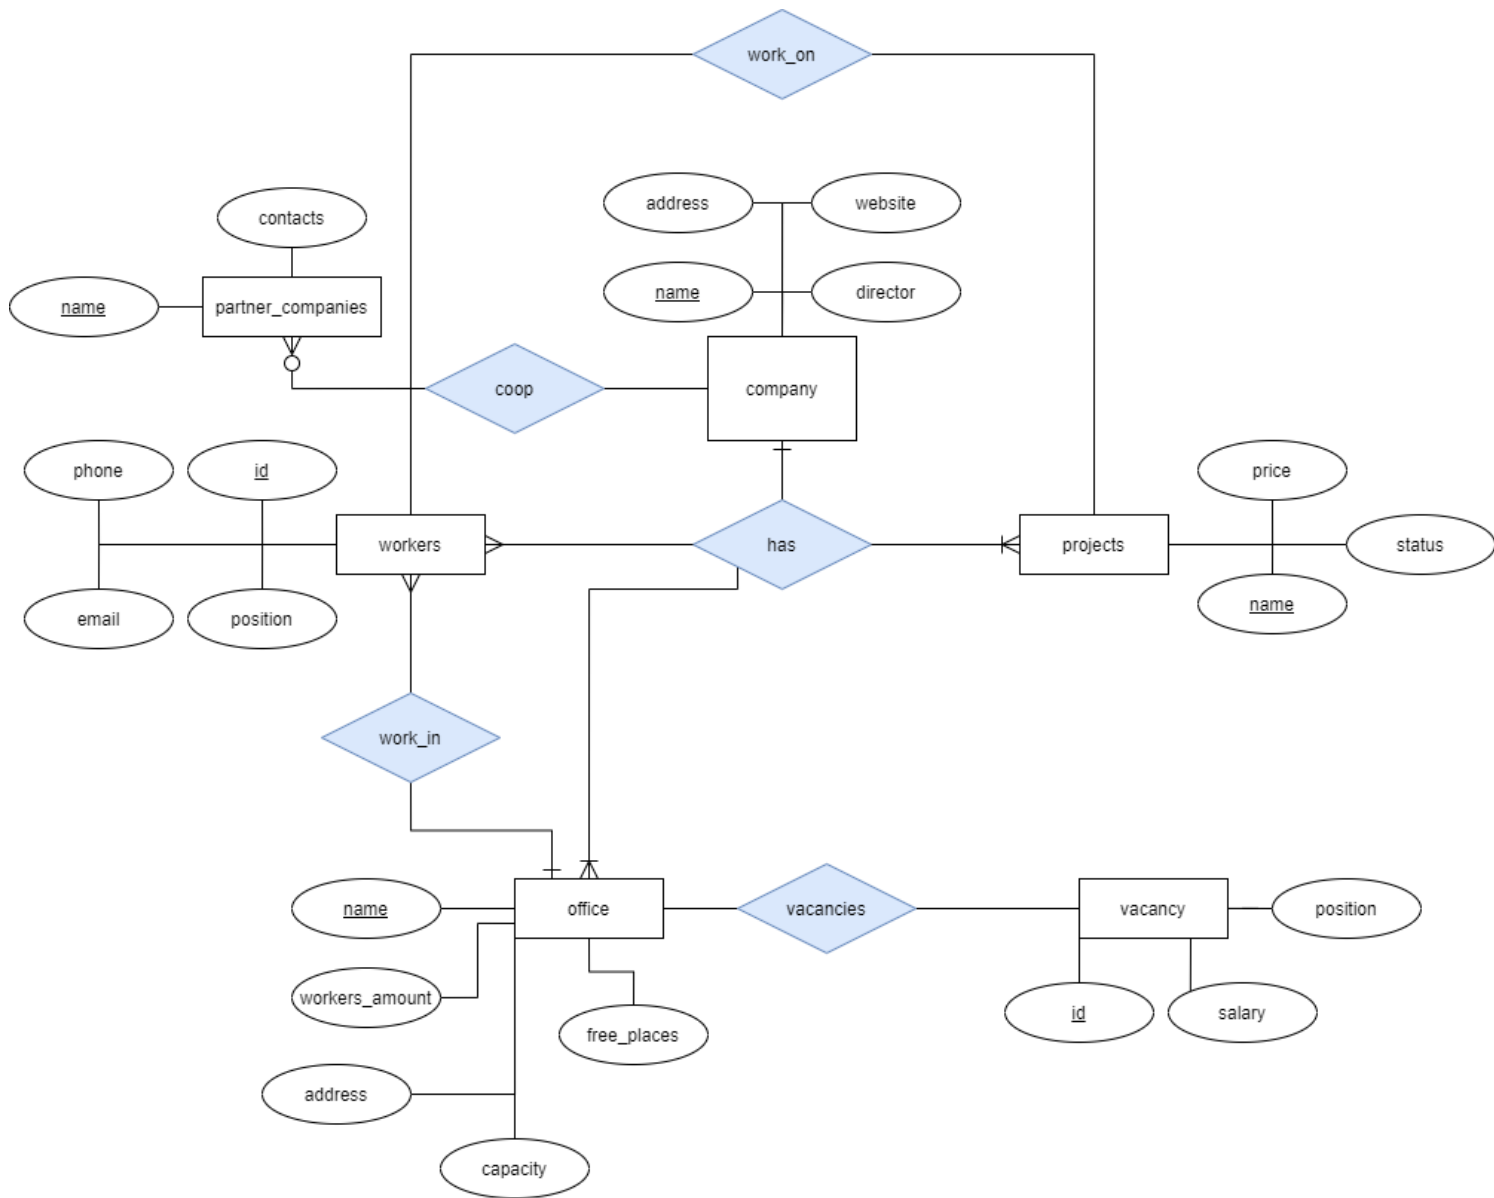 work_on
address
website
contacts
name
director
name
partner_companies
coop
company
phone
id
price
workers
has
projects
status
email
position
name
work_in
name
office
vacancies
vacancy
position
workers_amount
free_places
id
salary
address
capacity